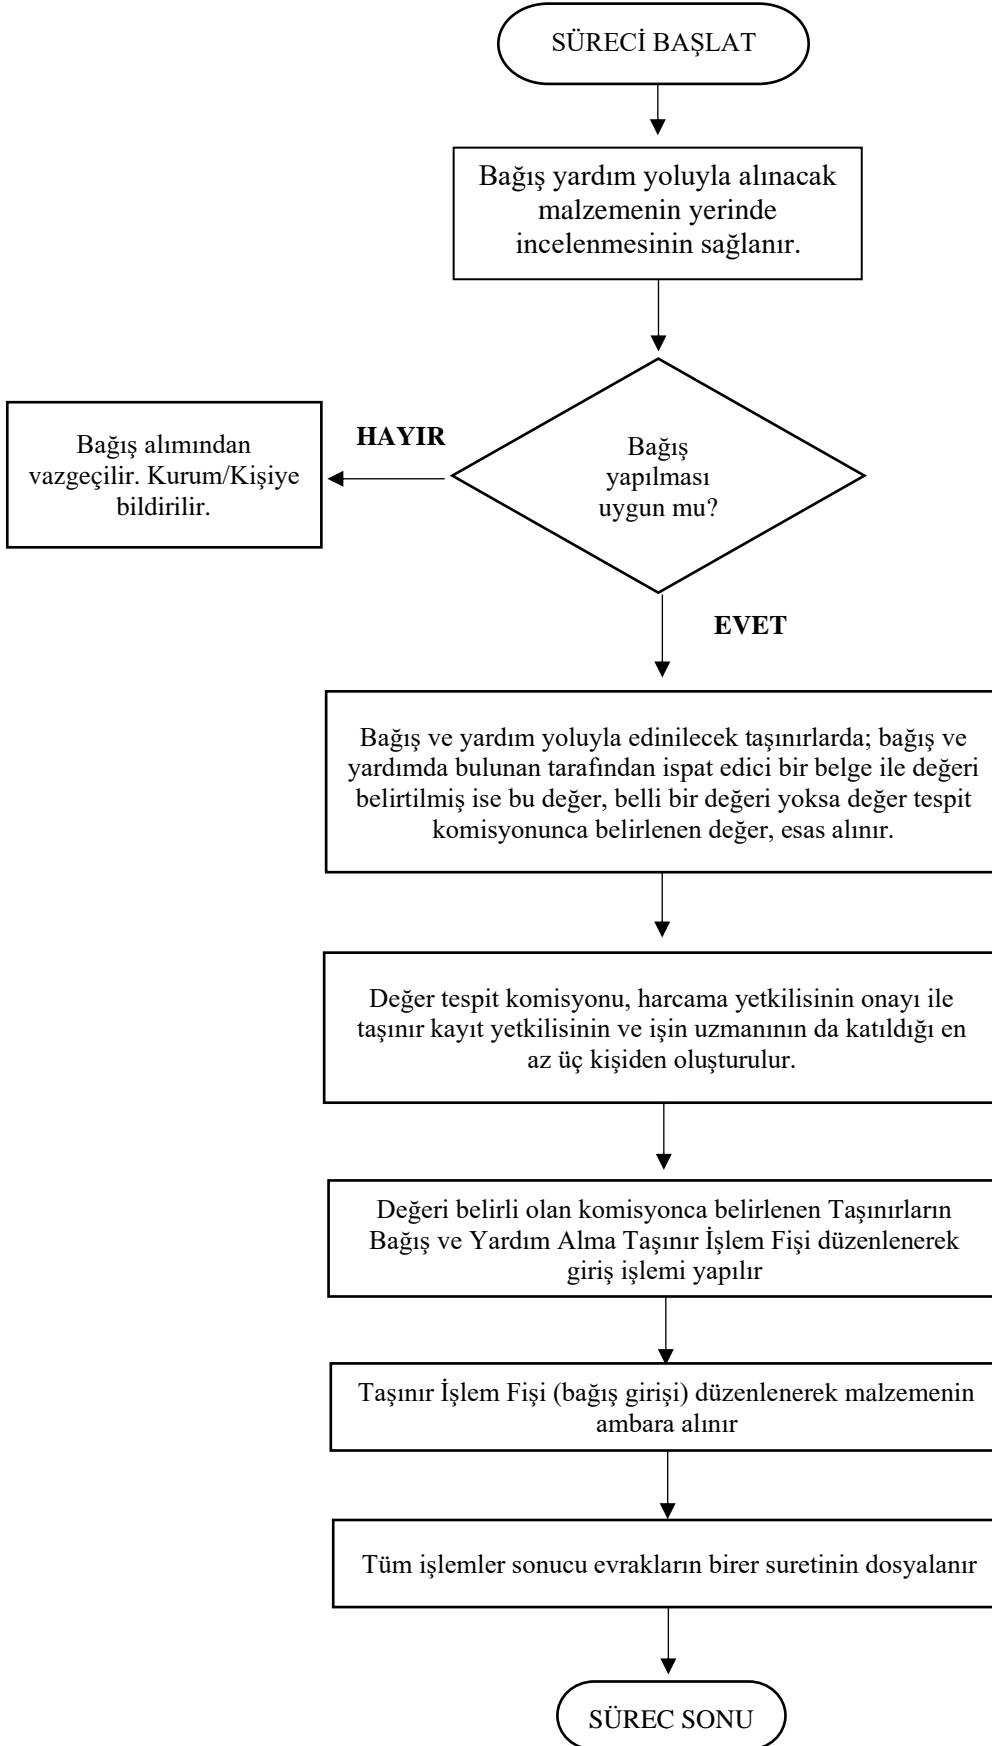 SÜRECİ BAŞLAT
Bağış yardım yoluyla alınacak
malzemenin yerinde
incelenmesinin sağlanır.
Bağış
yapılması
uygun mu?
HAYIR
Bağış alımından
vazgeçilir. Kurum/Kişiye
bildirilir.
EVET
Bağış ve yardım yoluyla edinilecek taşınırlarda; bağış ve
yardımda bulunan tarafından ispat edici bir belge ile değeri
belirtilmiş ise bu değer, belli bir değeri yoksa değer tespit
komisyonunca belirlenen değer, esas alınır.
Değer tespit komisyonu, harcama yetkilisinin onayı ile
taşınır kayıt yetkilisinin ve işin uzmanının da katıldığı en
az üç kişiden oluşturulur.
Değeri belirli olan komisyonca belirlenen Taşınırların
Bağış ve Yardım Alma Taşınır İşlem Fişi düzenlenerek
giriş işlemi yapılır
Taşınır İşlem Fişi (bağış girişi) düzenlenerek malzemenin
ambara alınır
Tüm işlemler sonucu evrakların birer suretinin dosyalanır
SÜREC SONU